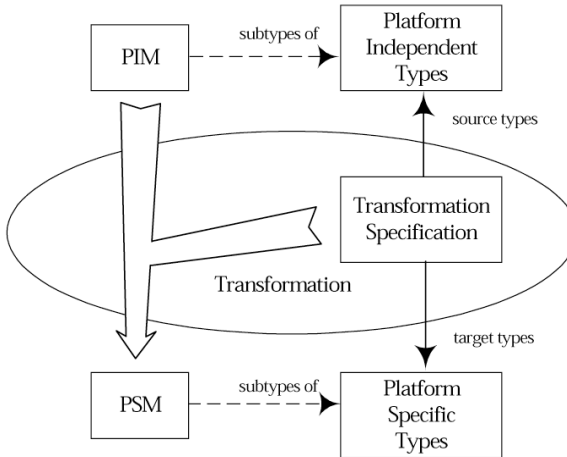 PIM
subtypes of
Platform
Independent
Types
source types
Transformation
Specification
Transformation
target types
PSM
subtypes of
Platform
Specific
Types